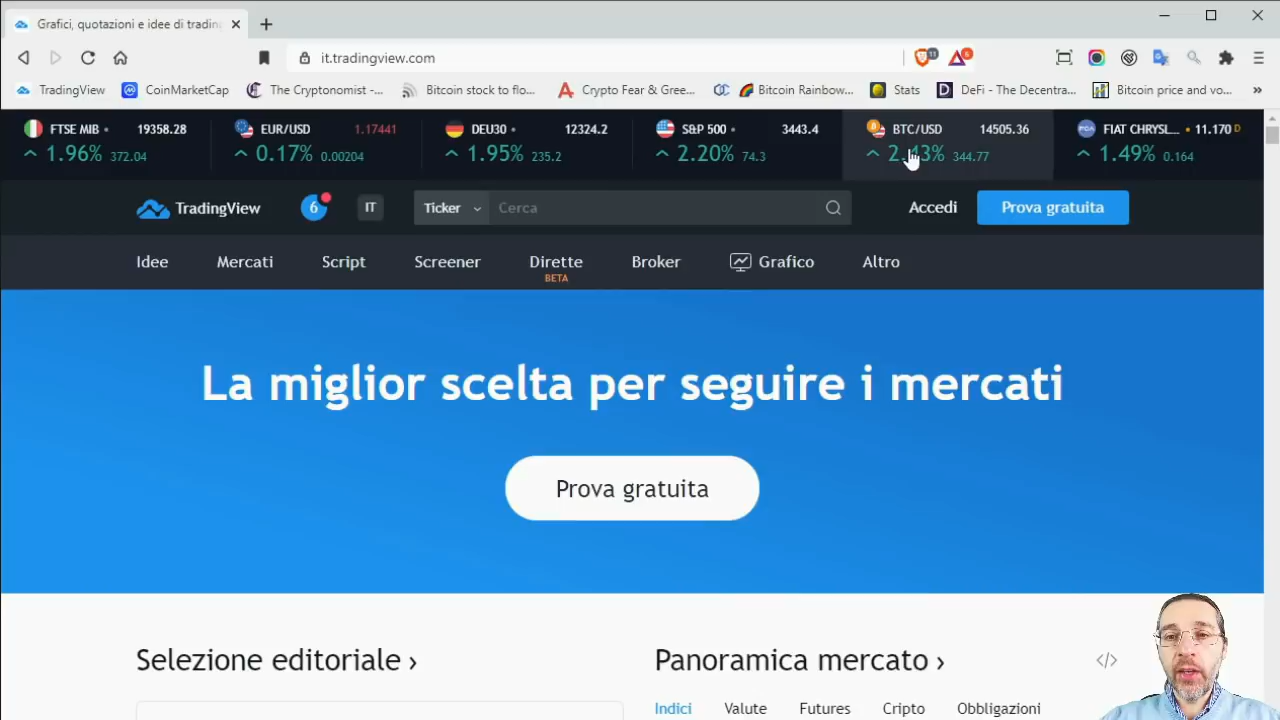 Grafici, quotazioni e idee di trading
it.tradingview.com
11
6
TradingView
CoinMarketCap
The Cryptonomist -...
Bitcoin stock to flo...
Crypto Fear & Gree...
Bitcoin Rainbow...
Stats
DeFi - The Decentra...
Bitcoin price and vo...
»
FTSE MIB 19358.28
1.96% 372.04
EUR/USD 1.17441
0.17% 0.00204
DEU30 12324.2
1.95% 235.2
S&P 500 3443.4
2.20% 74.3
BTC/USD 14505.36
2.43% 344.77
FIAT CHRYSL... 11.170 D
1.49% 0.164
TradingView
6
IT
Ticker
Cerca
Accedi
Prova gratuita
Idee
Mercati
Script
Screener
Dirette
BETA
Broker
Grafico
Altro
La miglior scelta per seguire i mercati
Prova gratuita
Selezione editoriale ›
Panoramica mercato ›
</>
Indici
Valute
Futures
Cripto
Obbligazioni